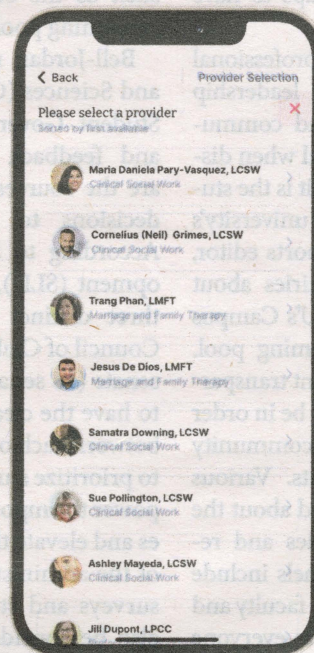 Back
Provider Selection
Please select a provider
Sorted by first available
Maria Daniela Pary-Vasquez, LCSW
Clinical Social Work
Cornelius (Neil) Grimes, LCSW
Clinical Social Work
Trang Phan, LMFT
Marriage and Family Therapy
Jesus De Dios, LMFT
Marriage and Family Therapy
Samatra Downing, LCSW
Clinical Social Work
Sue Pollington, LCSW
Clinical Social Work
Ashley Mayeda, LCSW
Clinical Social Work
Jill Dupont, LPCC